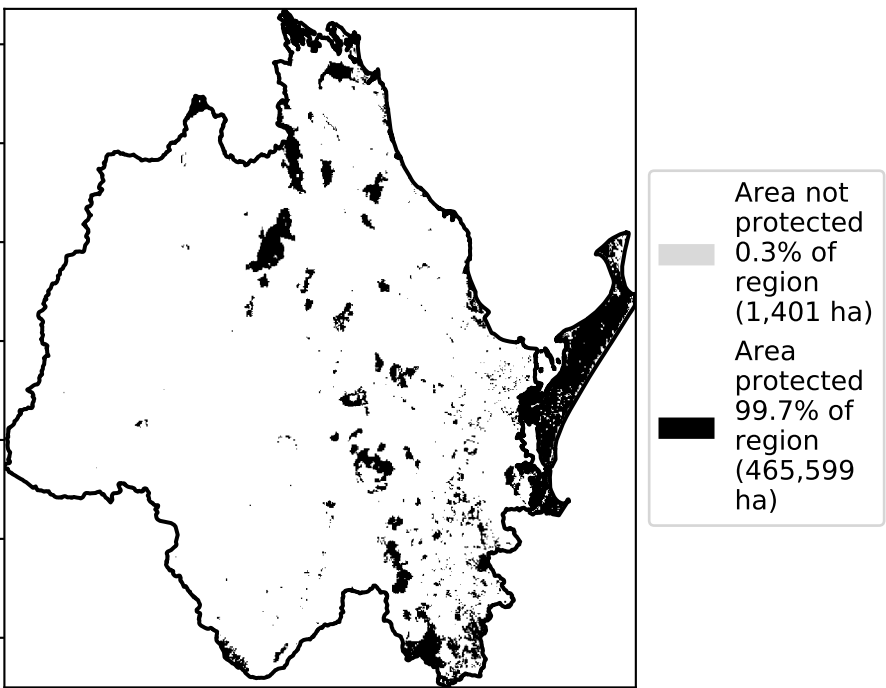 Area not
protected
0.3% of
region
(1,401 ha)
Area
protected
99.7% of
region
(465,599
ha)